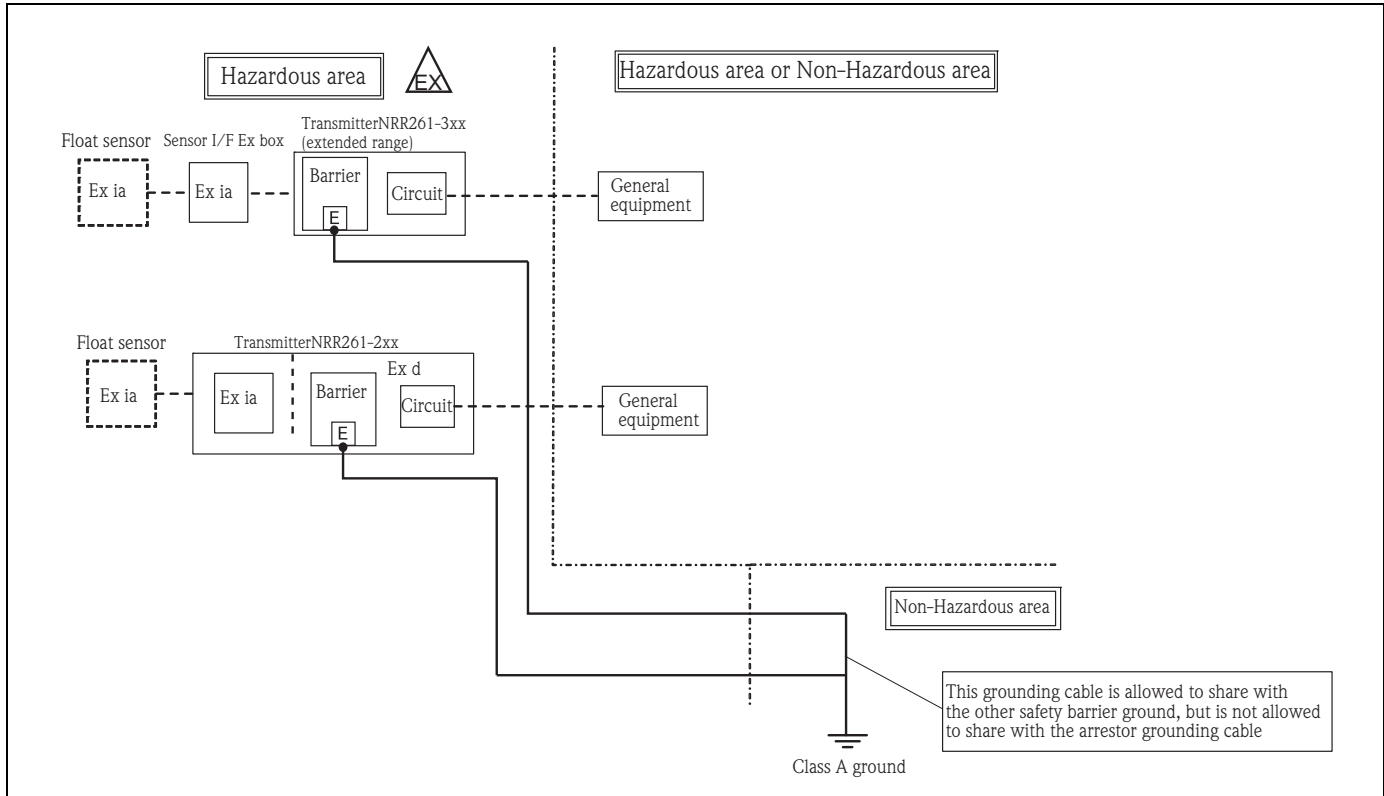 Hazardous area
EX
Hazardous area or Non-Hazardous area
Float sensor
Sensor I/F Ex box
TransmitterNRR261-3xx
(extended range)
Ex ia
Ex ia
Barrier
E
Circuit
General
equipment
Float sensor
TransmitterNRR261-2xx
Ex ia
Ex ia
Barrier
E
Ex d
Circuit
General
equipment
Non-Hazardous area
This grounding cable is allowed to share with
the other safety barrier ground, but is not allowed
to share with the arrestor grounding cable
Class A ground